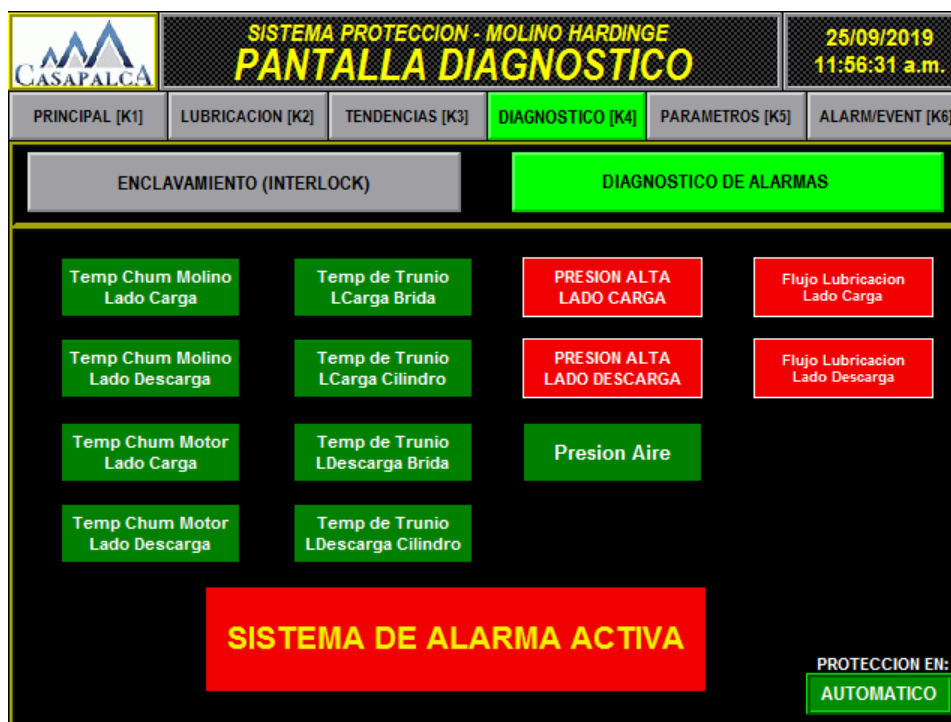 CASAPALCA
SISTEMA PROTECCION - MOLINO HARDINGE
PANTALLA DIAGNOSTICO
25/09/2019
11:56:31 a.m.
PRINCIPAL [K1]
LUBRICACION [K2]
TENDENCIAS [K3]
DIAGNOSTICO [K4]
PARAMETROS [K5]
ALARM/EVENT [K6]
ENCLAVAMIENTO (INTERLOCK)
DIAGNOSTICO DE ALARMAS
Temp Chum Molino
Lado Carga
Temp de Trunio
LCarga Brida
PRESION ALTA
LADO CARGA
Flujo Lubricacion
Lado Carga
Temp Chum Molino
Lado Descarga
Temp de Trunio
LCarga Cilindro
PRESION ALTA
LADO DESCARGA
Flujo Lubricacion
Lado Descarga
Temp Chum Motor
Lado Carga
Temp de Trunio
LDescarga Brida
Presion Aire
Temp Chum Motor
Lado Descarga
Temp de Trunio
LDescarga Cilindro
SISTEMA DE ALARMA ACTIVA
PROTECCION EN:
AUTOMATICO